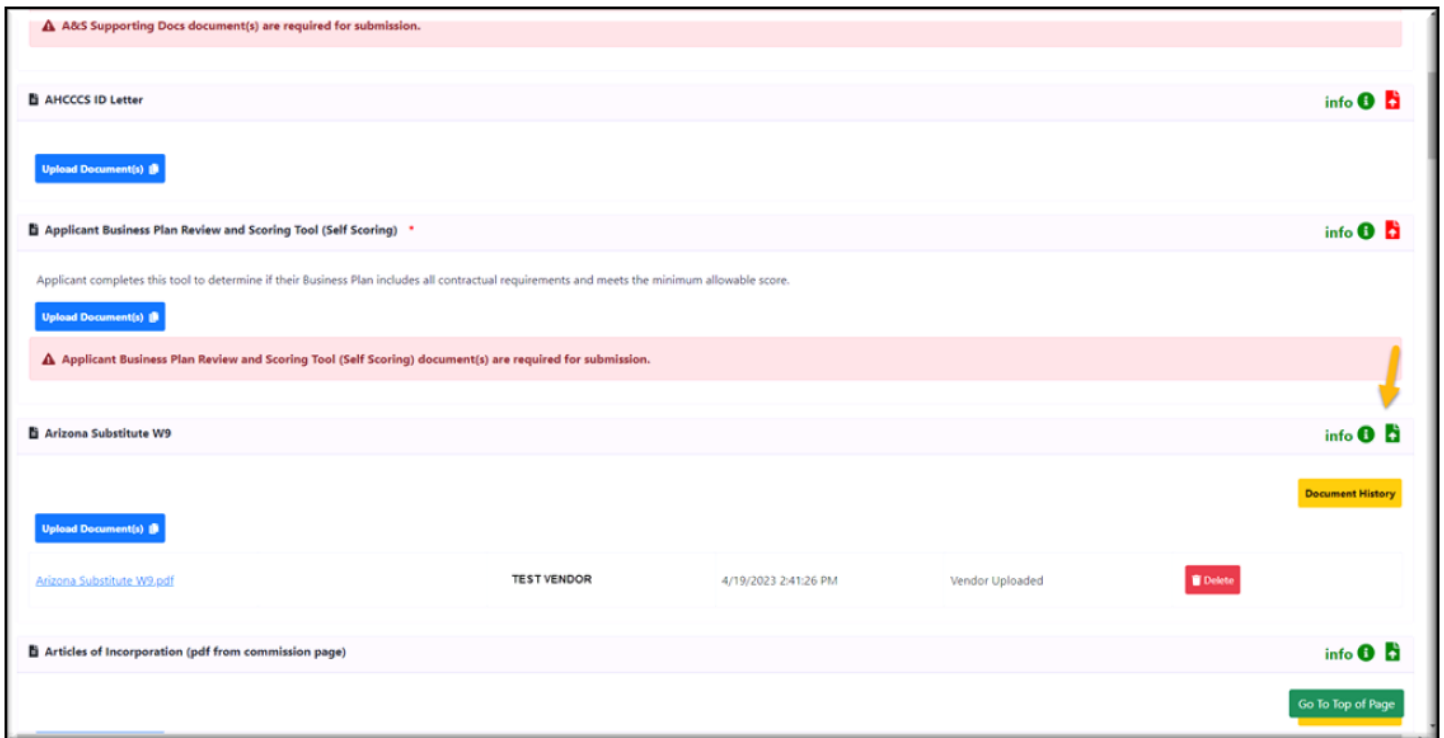 A&S Supporting Docs document(s) are required for submission.
AHCCCS ID Letter
info
Upload Document(s)
Applicant Business Plan Review and Scoring Tool (Self Scoring) *
info
Applicant completes this tool to determine if their Business Plan includes all contractual requirements and meets the minimum allowable score.
Upload Document(s)
Applicant Business Plan Review and Scoring Tool (Self Scoring) document(s) are required for submission.
Arizona Substitute W9
info
Document History
Upload Document(s)
Arizona Substitute W9.pdf TEST VENDOR 4/19/2023 2:41:26 PM Vendor Uploaded Delete
Articles of Incorporation (pdf from commission page)
info
Go To Top of Page